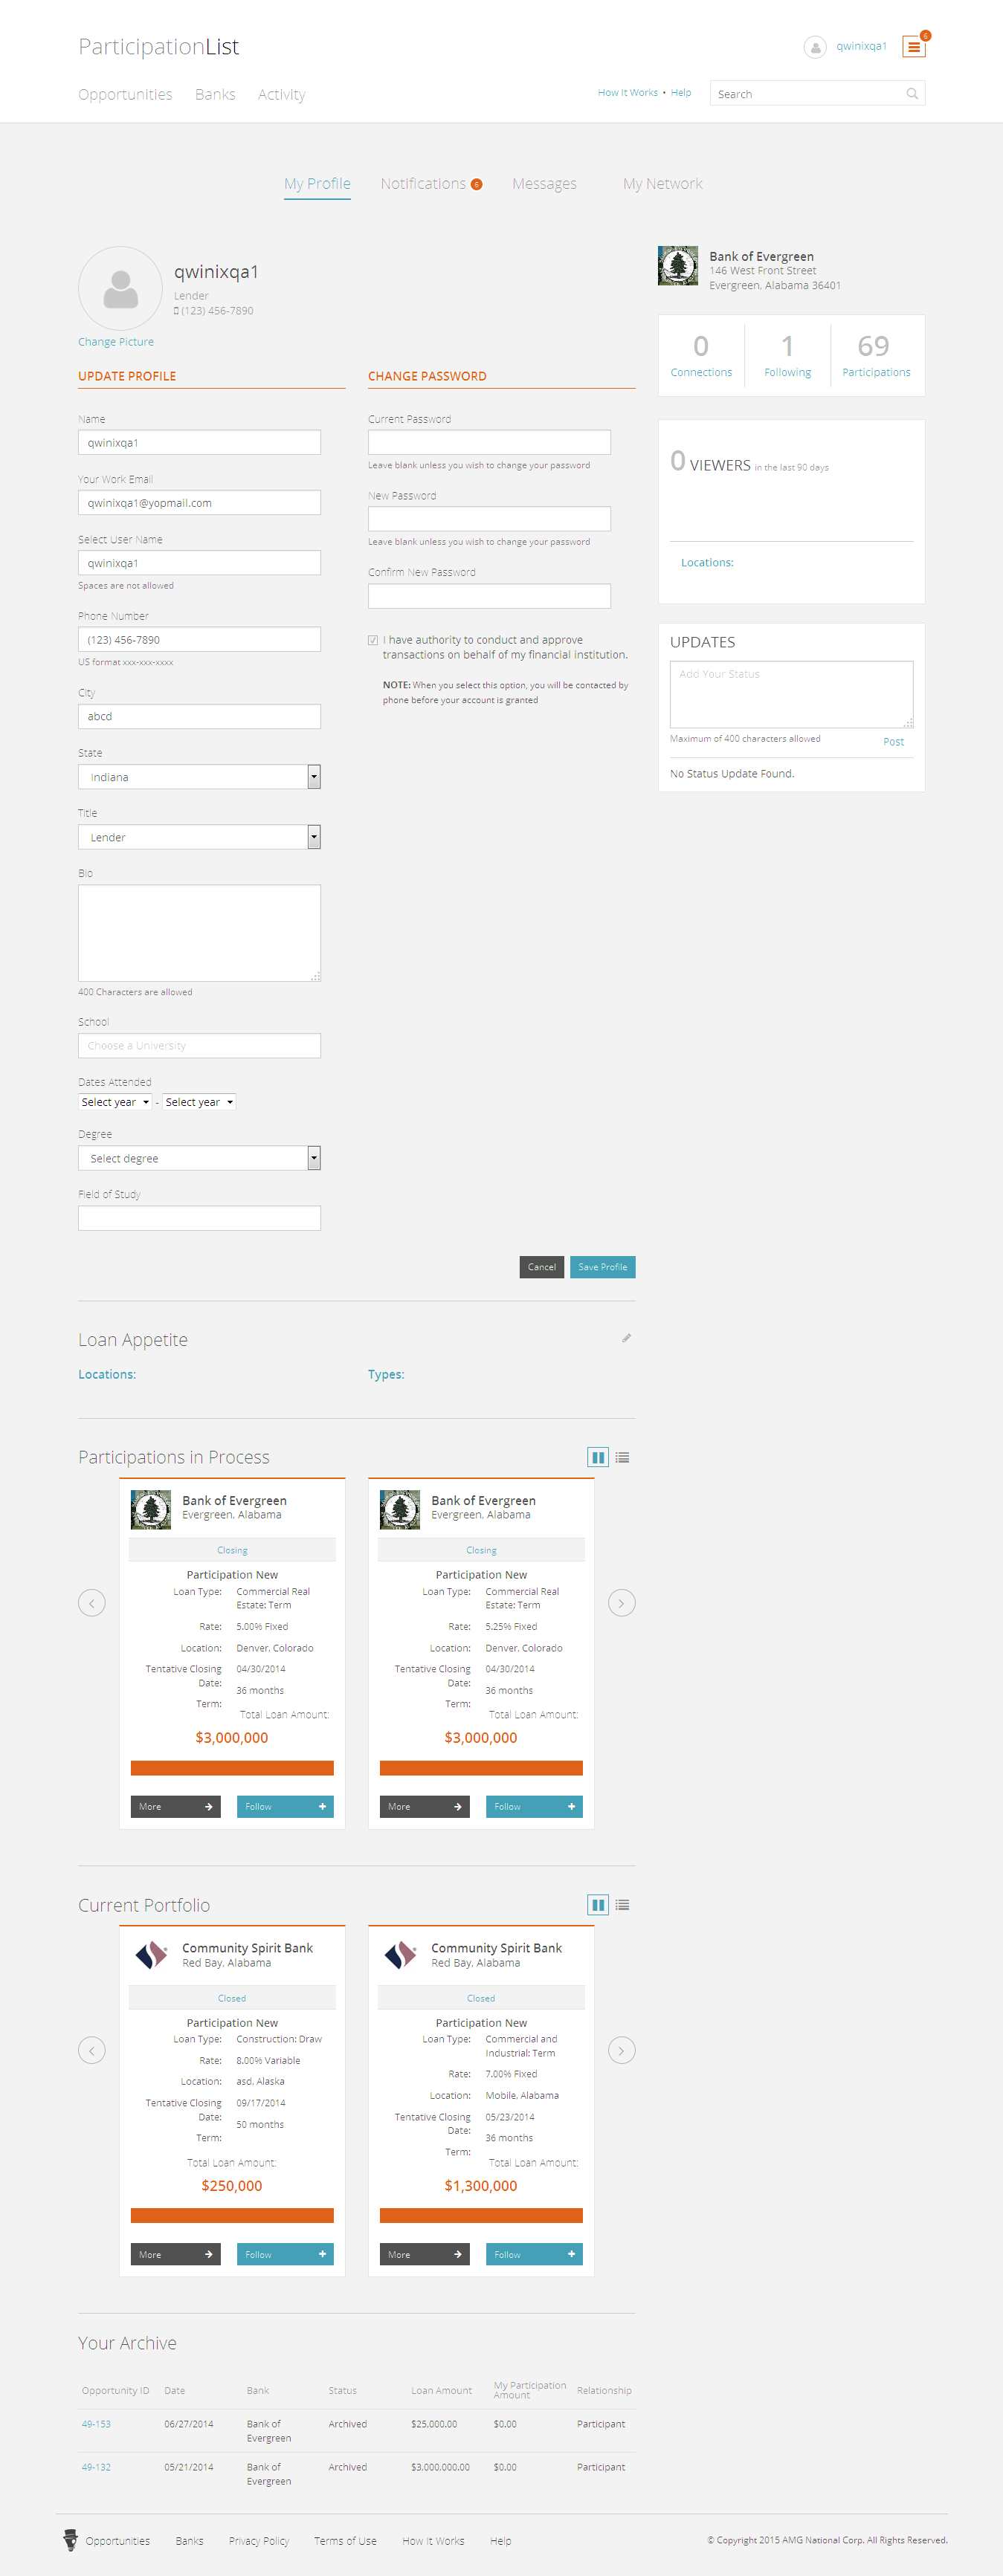 ParticipationList
qwinixqa1
6
Opportunities Banks Activity
How It Works • Help
Search
My Profile Notifications 6 Messages My Network
qwinixqa1
Lender
(123) 456-7890
Change Picture
Bank of Evergreen
146 West Front Street
Evergreen, Alabama 36401
0 1 69
Connections Following Participations
0 VIEWERS in the last 90 days
Locations:
UPDATES
Add Your Status
Maximum of 400 characters allowed
Post
No Status Update Found.
UPDATE PROFILE
Name
qwinixqa1
Your Work Email
qwinixqa1@yopmail.com
Select User Name
qwinixqa1
Spaces are not allowed
Phone Number
(123) 456-7890
US format xxx-xxx-xxxx
City
abcd
State
Indiana
Title
Lender
Bio
400 Characters are allowed
School
Choose a University
Dates Attended
Select year - Select year
Degree
Select degree
Field of Study
CHANGE PASSWORD
Current Password
Leave blank unless you wish to change your password
New Password
Leave blank unless you wish to change your password
Confirm New Password
I have authority to conduct and approve
transactions on behalf of my financial institution.
NOTE: When you select this option, you will be contacted by
phone before your account is granted
Cancel Save Profile
Loan Appetite
Locations: Types:
Participations in Process
Bank of Evergreen
Evergreen, Alabama
Closing
Participation New
Loan Type: Commercial Real
Estate: Term
Rate: 5.00% Fixed
Location: Denver, Colorado
Tentative Closing 04/30/2014
Date:
36 months
Term:
Total Loan Amount:
$3,000,000
More Follow
Bank of Evergreen
Evergreen, Alabama
Closing
Participation New
Loan Type: Commercial Real
Estate: Term
Rate: 5.25% Fixed
Location: Denver, Colorado
Tentative Closing 04/30/2014
Date:
36 months
Term:
Total Loan Amount:
$3,000,000
More Follow
Current Portfolio
Community Spirit Bank
Red Bay, Alabama
Closed
Participation New
Loan Type: Construction: Draw
Rate: 8.00% Variable
Location: asd, Alaska
Tentative Closing 09/17/2014
Date:
50 months
Term:
Total Loan Amount:
$250,000
More Follow
Community Spirit Bank
Red Bay, Alabama
Closed
Participation New
Loan Type: Commercial and
Industrial: Term
Rate: 7.00% Fixed
Location: Mobile, Alabama
Tentative Closing 05/23/2014
Date:
36 months
Term:
Total Loan Amount:
$1,300,000
More Follow
Your Archive
Opportunity ID Date Bank Status Loan Amount My Participation Amount Relationship
49-153 06/27/2014 Bank of Evergreen Archived $25,000.00 $0.00 Participant
49-132 05/21/2014 Bank of Evergreen Archived $3,000,000.00 $0.00 Participant
Opportunities Banks Privacy Policy Terms of Use How It Works Help
© Copyright 2015 AMG National Corp. All Rights Reserved.